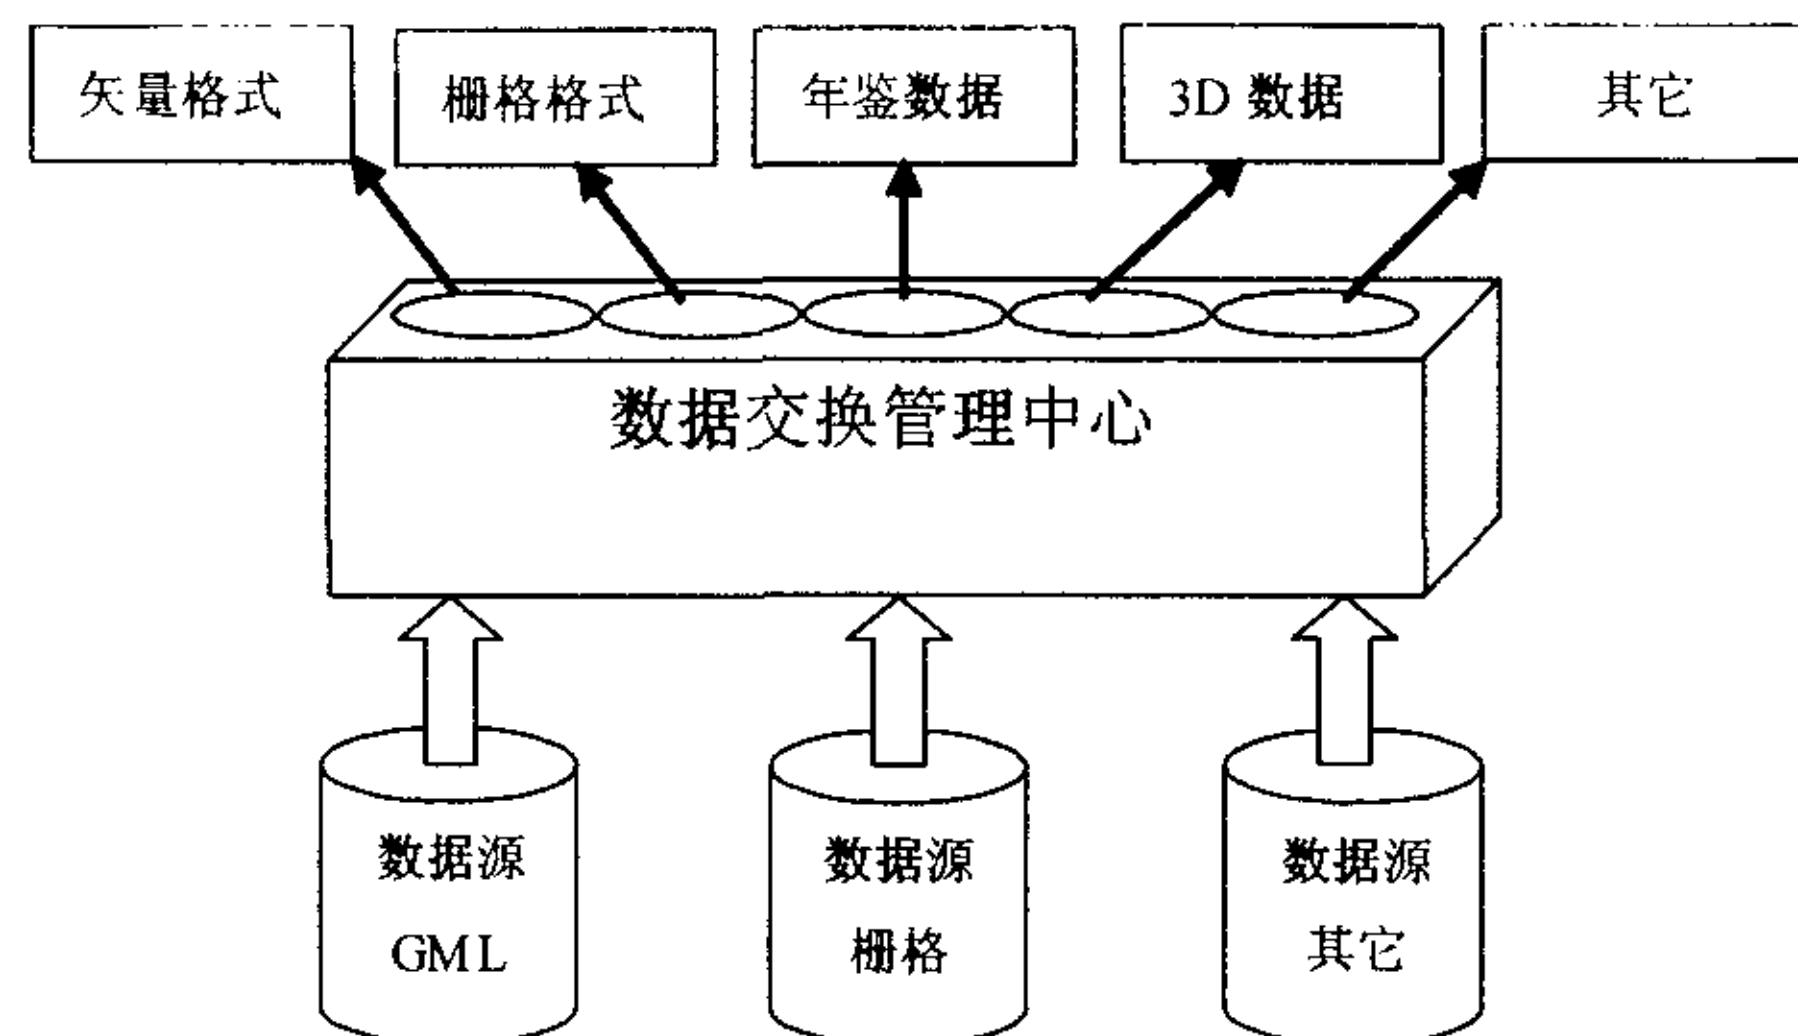 矢量格式
栅格格式
年鉴数据
3D 数据
其它
数据交换管理中心
数据源
GML
数据源
栅格
数据源
其它